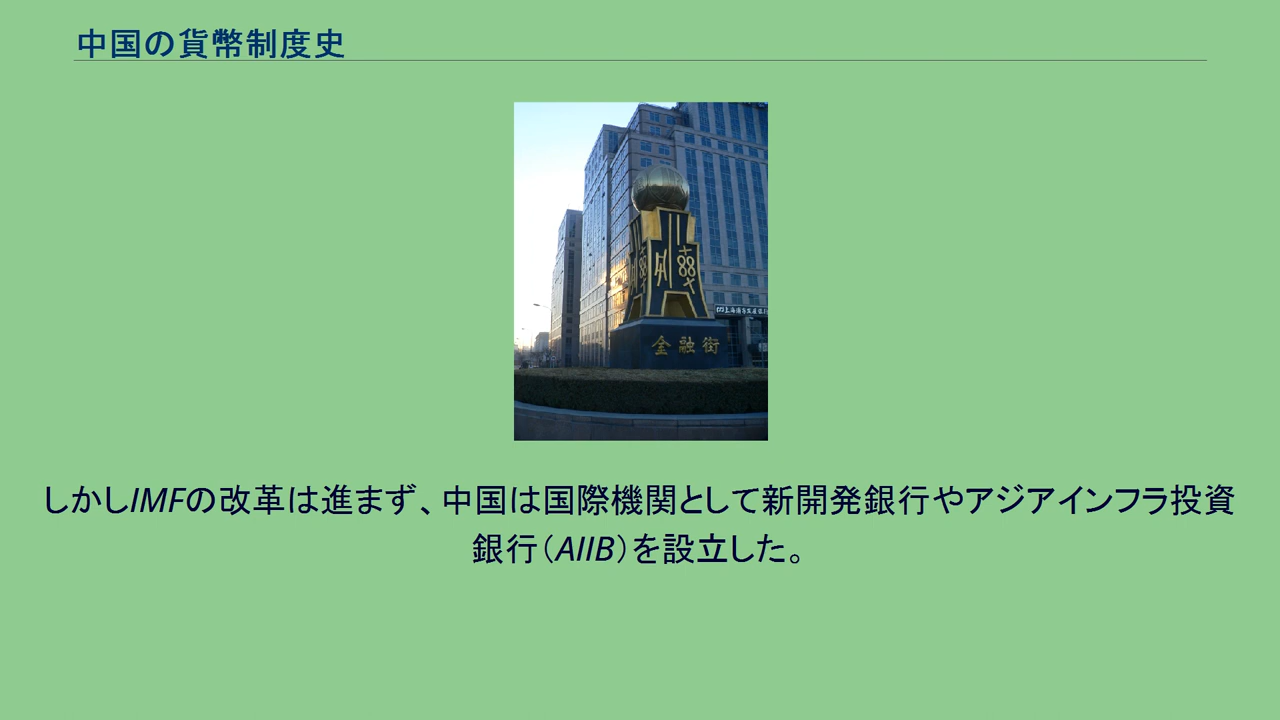 中国の貨幣制度史
金融街
しかしIMFの改革は進まず、中国は国際機関として新開発銀行やアジアインフラ投資
銀行（AIIB）を設立した。